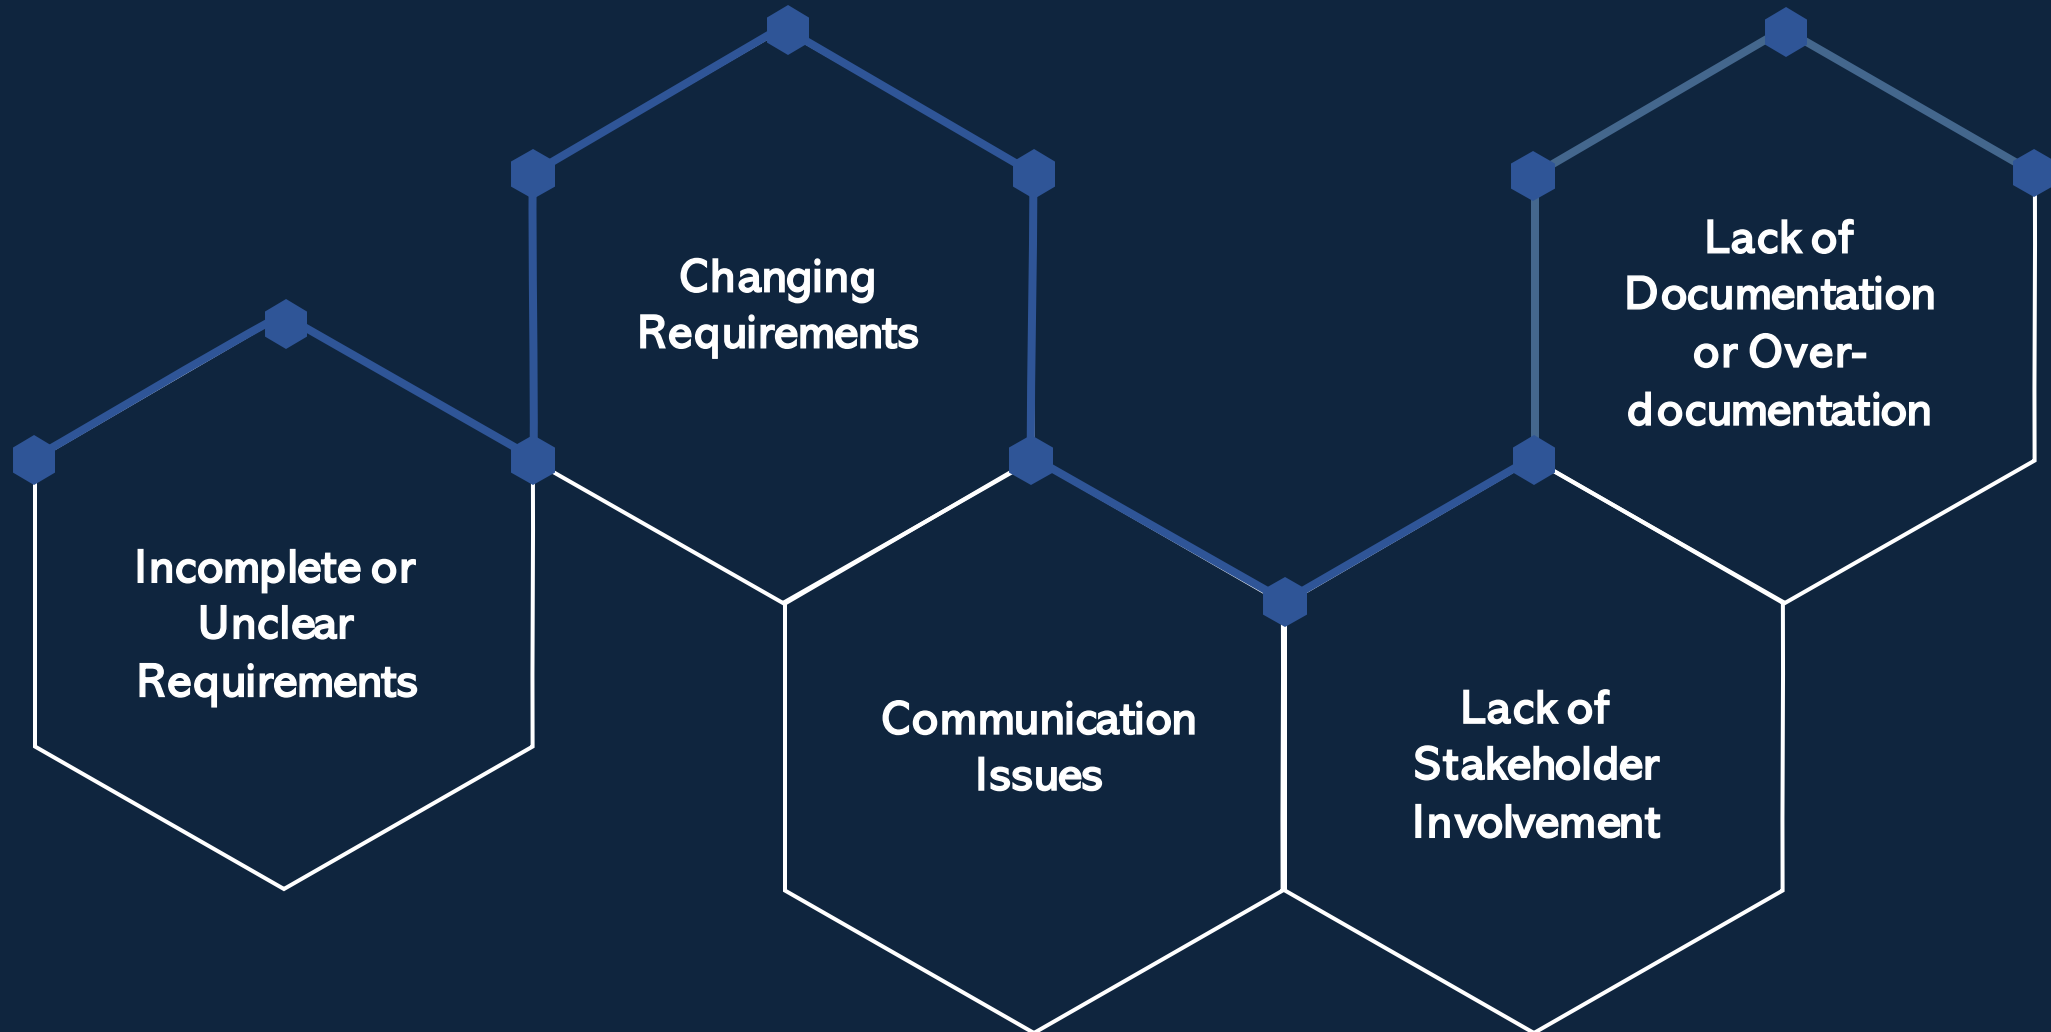 Incomplete or
Unclear
Requirements
Changing
Requirements
Communication
Issues
Lack of
Stakeholder
Involvement
Lack of
Documentation
or Over-
documentation